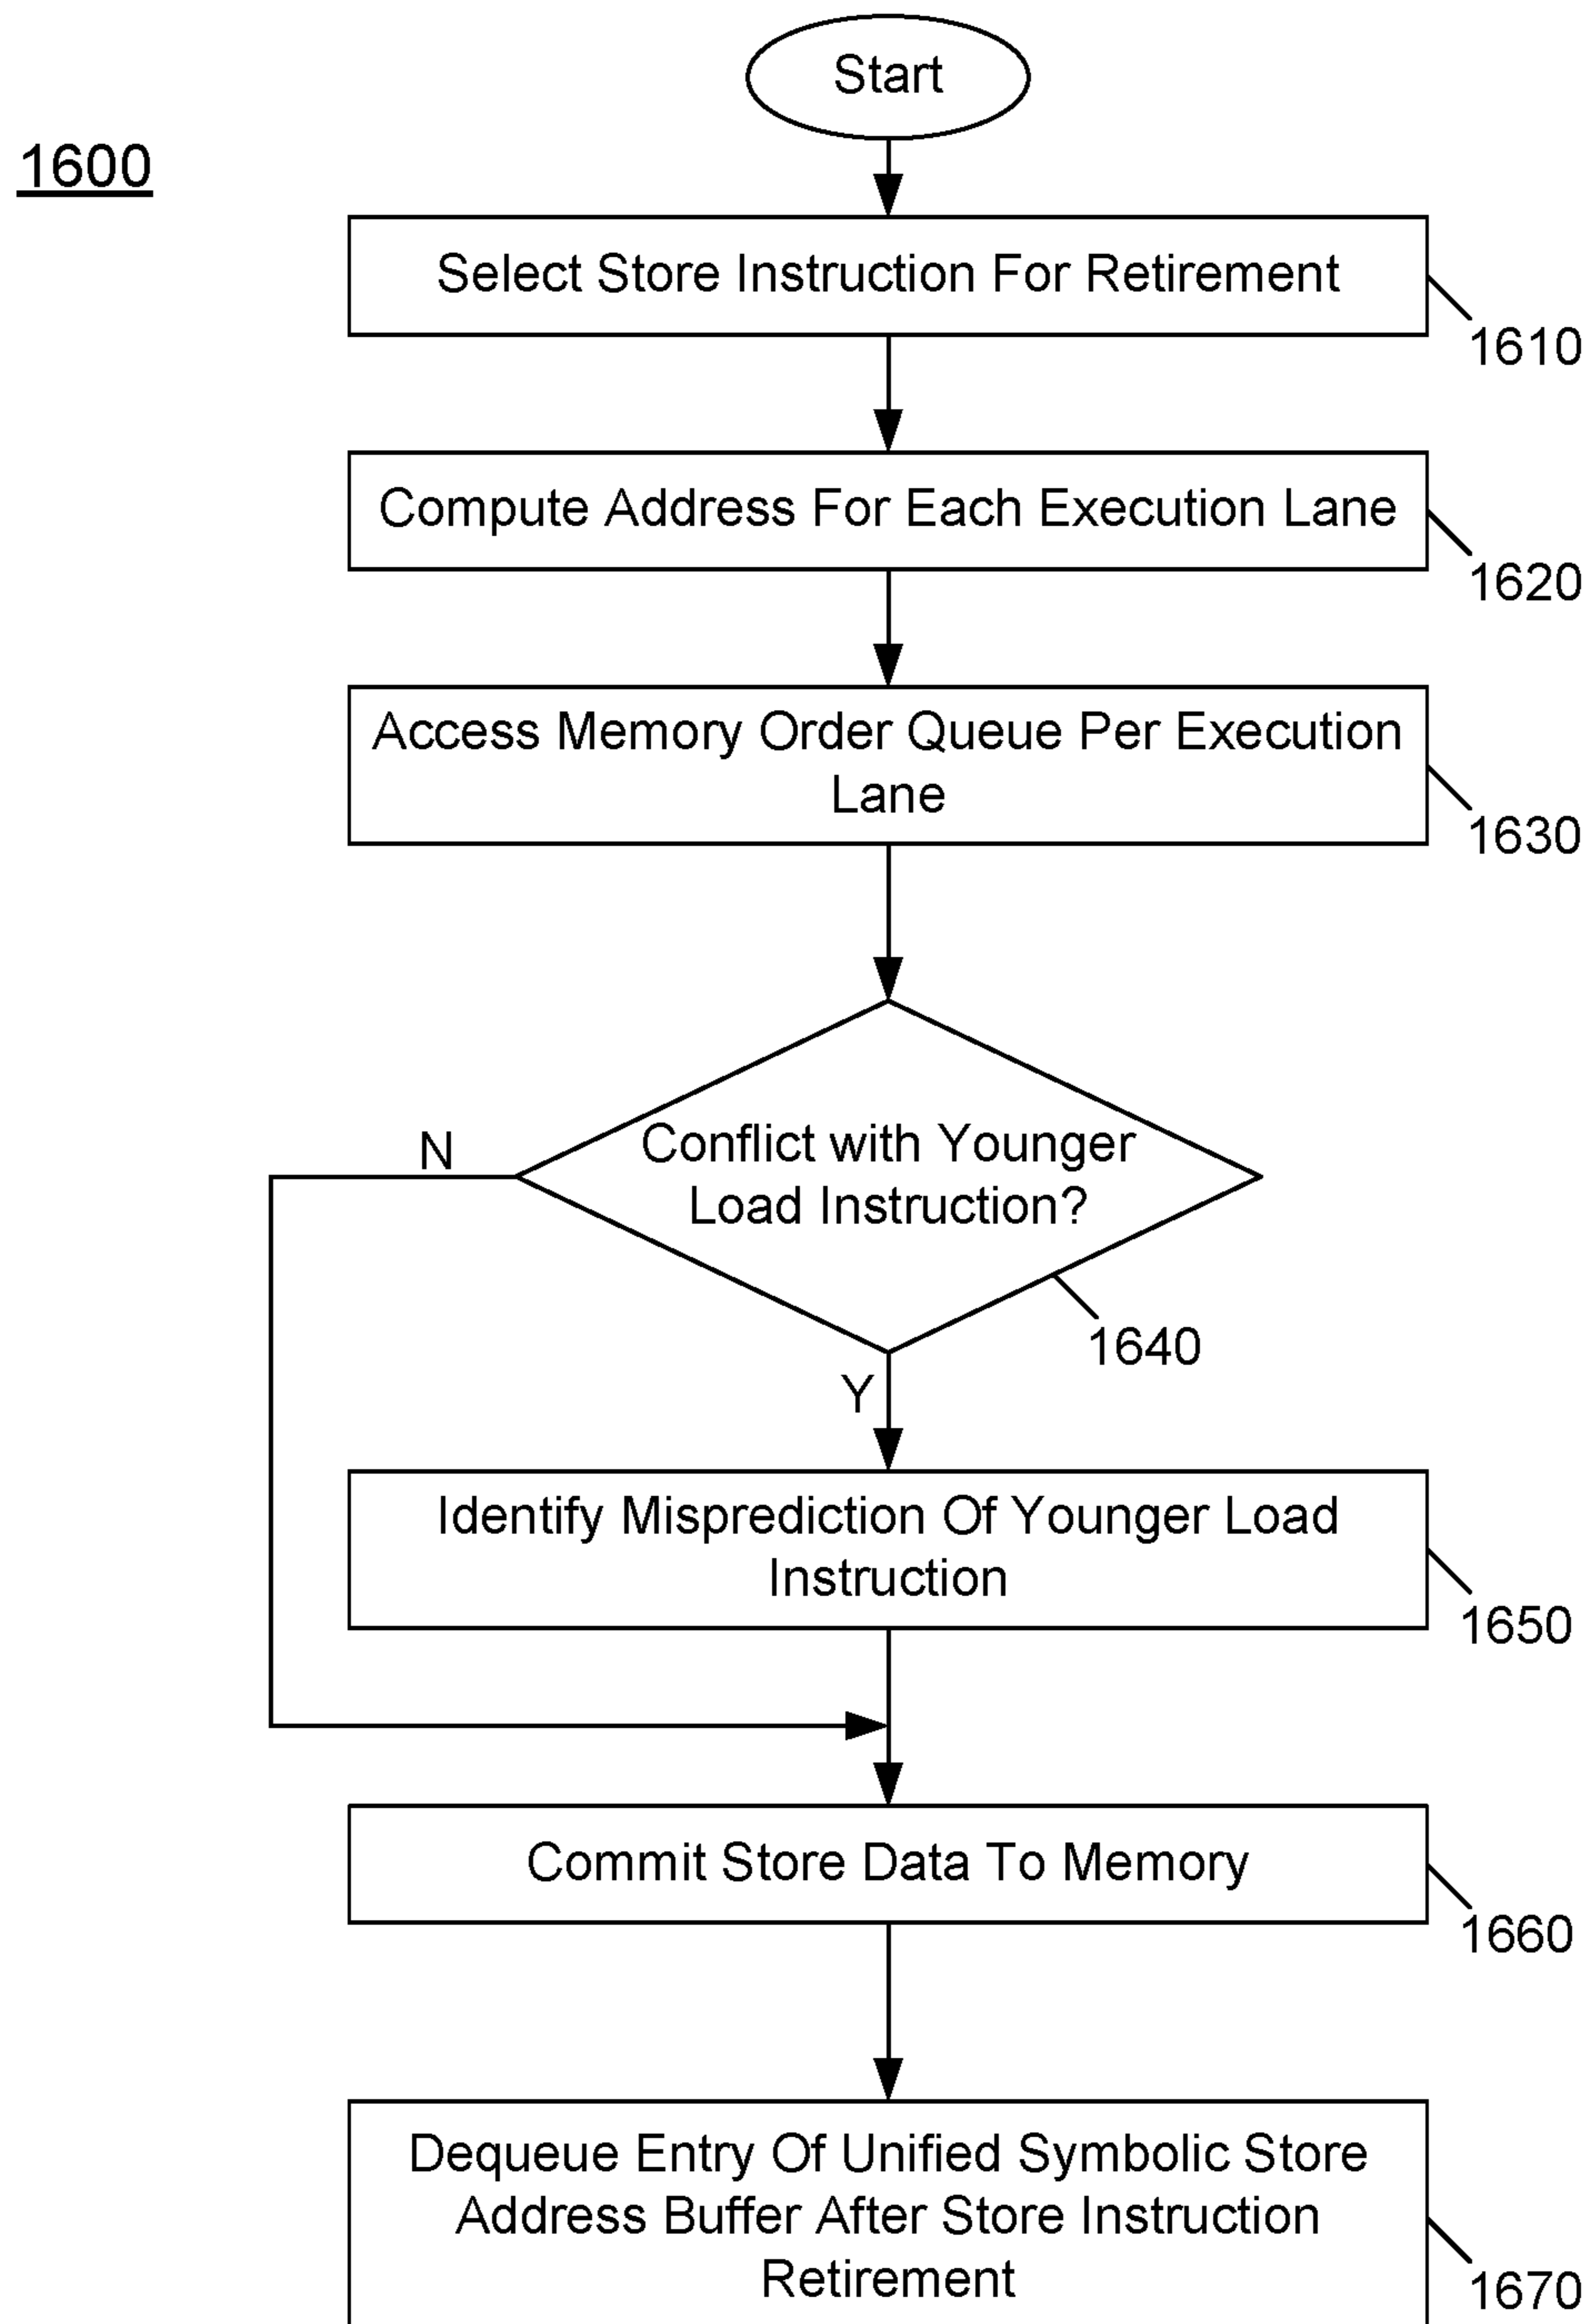 Start
1600
Select Store Instruction For Retirement
1610
Compute Address For Each Execution Lane
1620
Access Memory Order Queue Per Execution
Lane
1630
Conflict with Younger
Load Instruction?
N
1640
Y
Identify Misprediction Of Younger Load
Instruction
1650
Commit Store Data To Memory
1660
Dequeue Entry Of Unified Symbolic Store
Address Buffer After Store Instruction
Retirement
1670